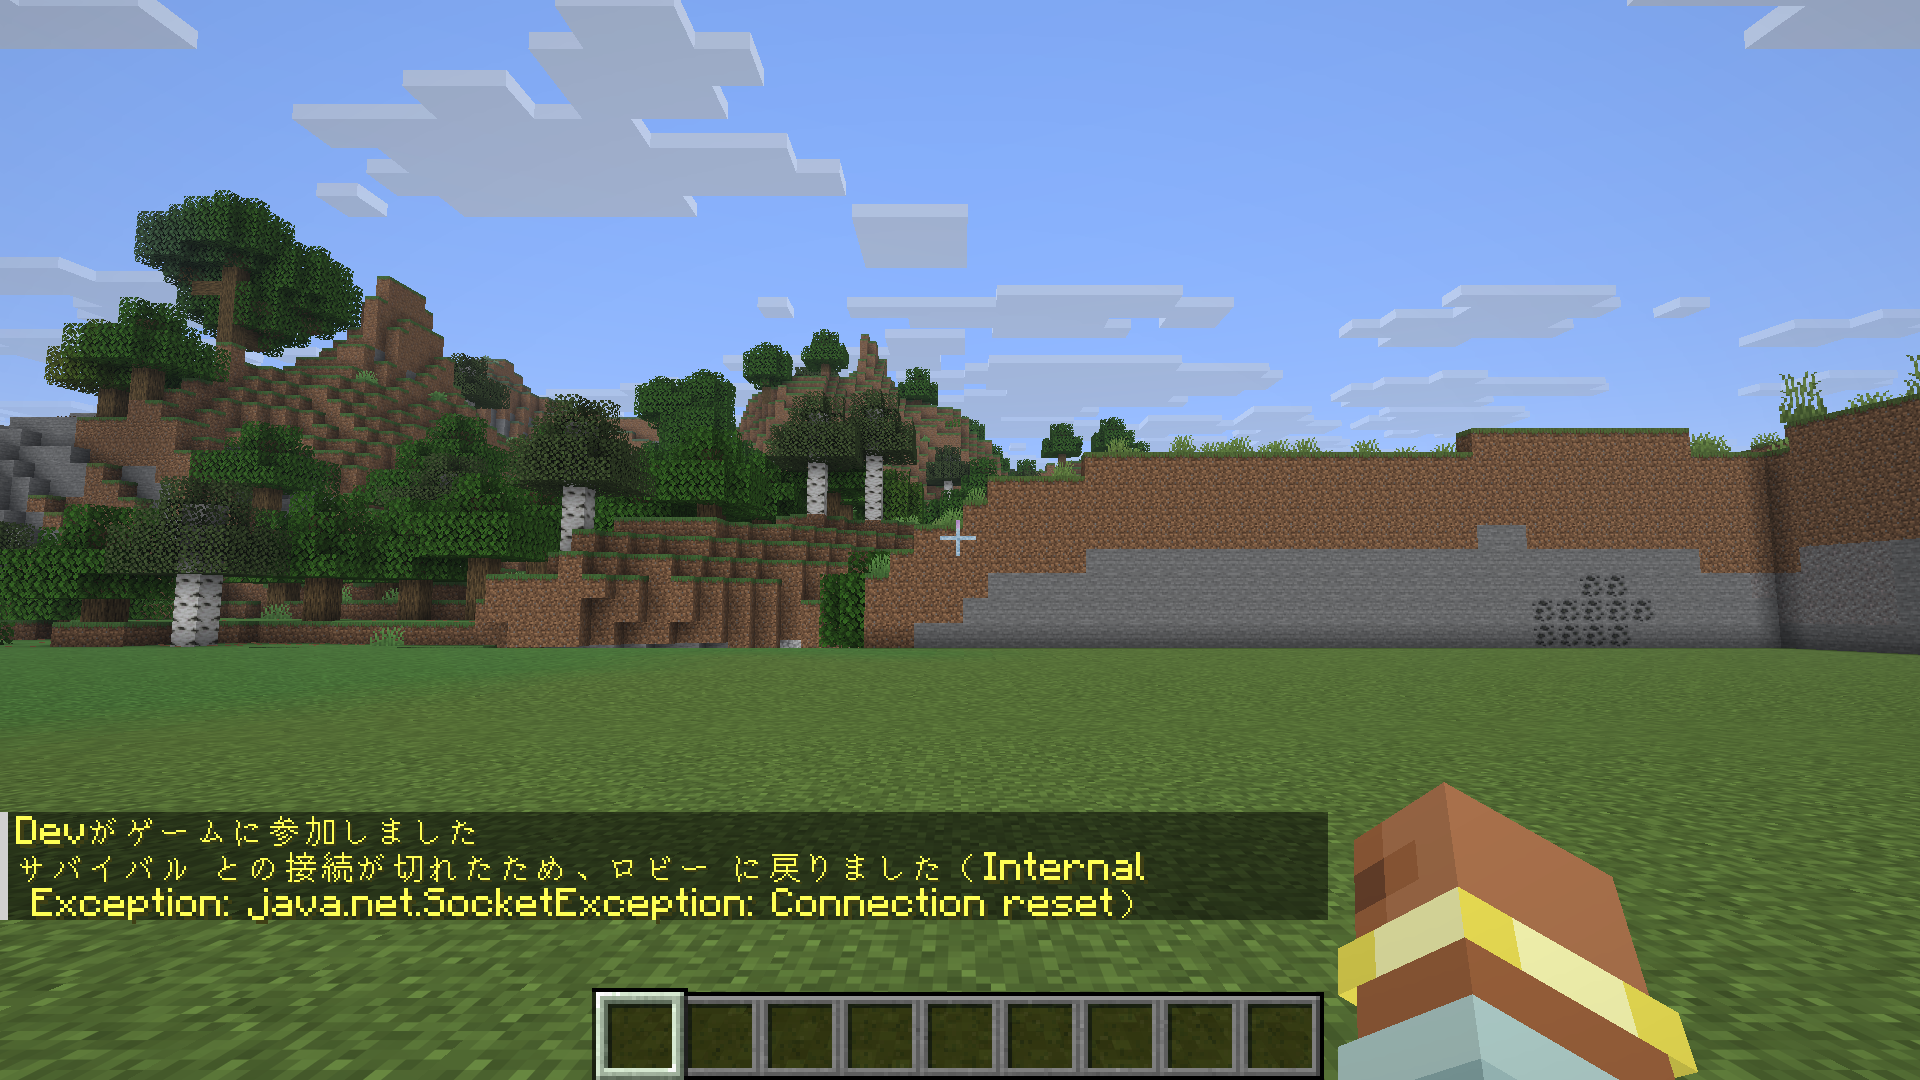 Devがゲームに参加しました
サバイバル との接続が切れたため、ロビー に戻りました（Internal
Exception: java.net.SocketException: Connection reset）